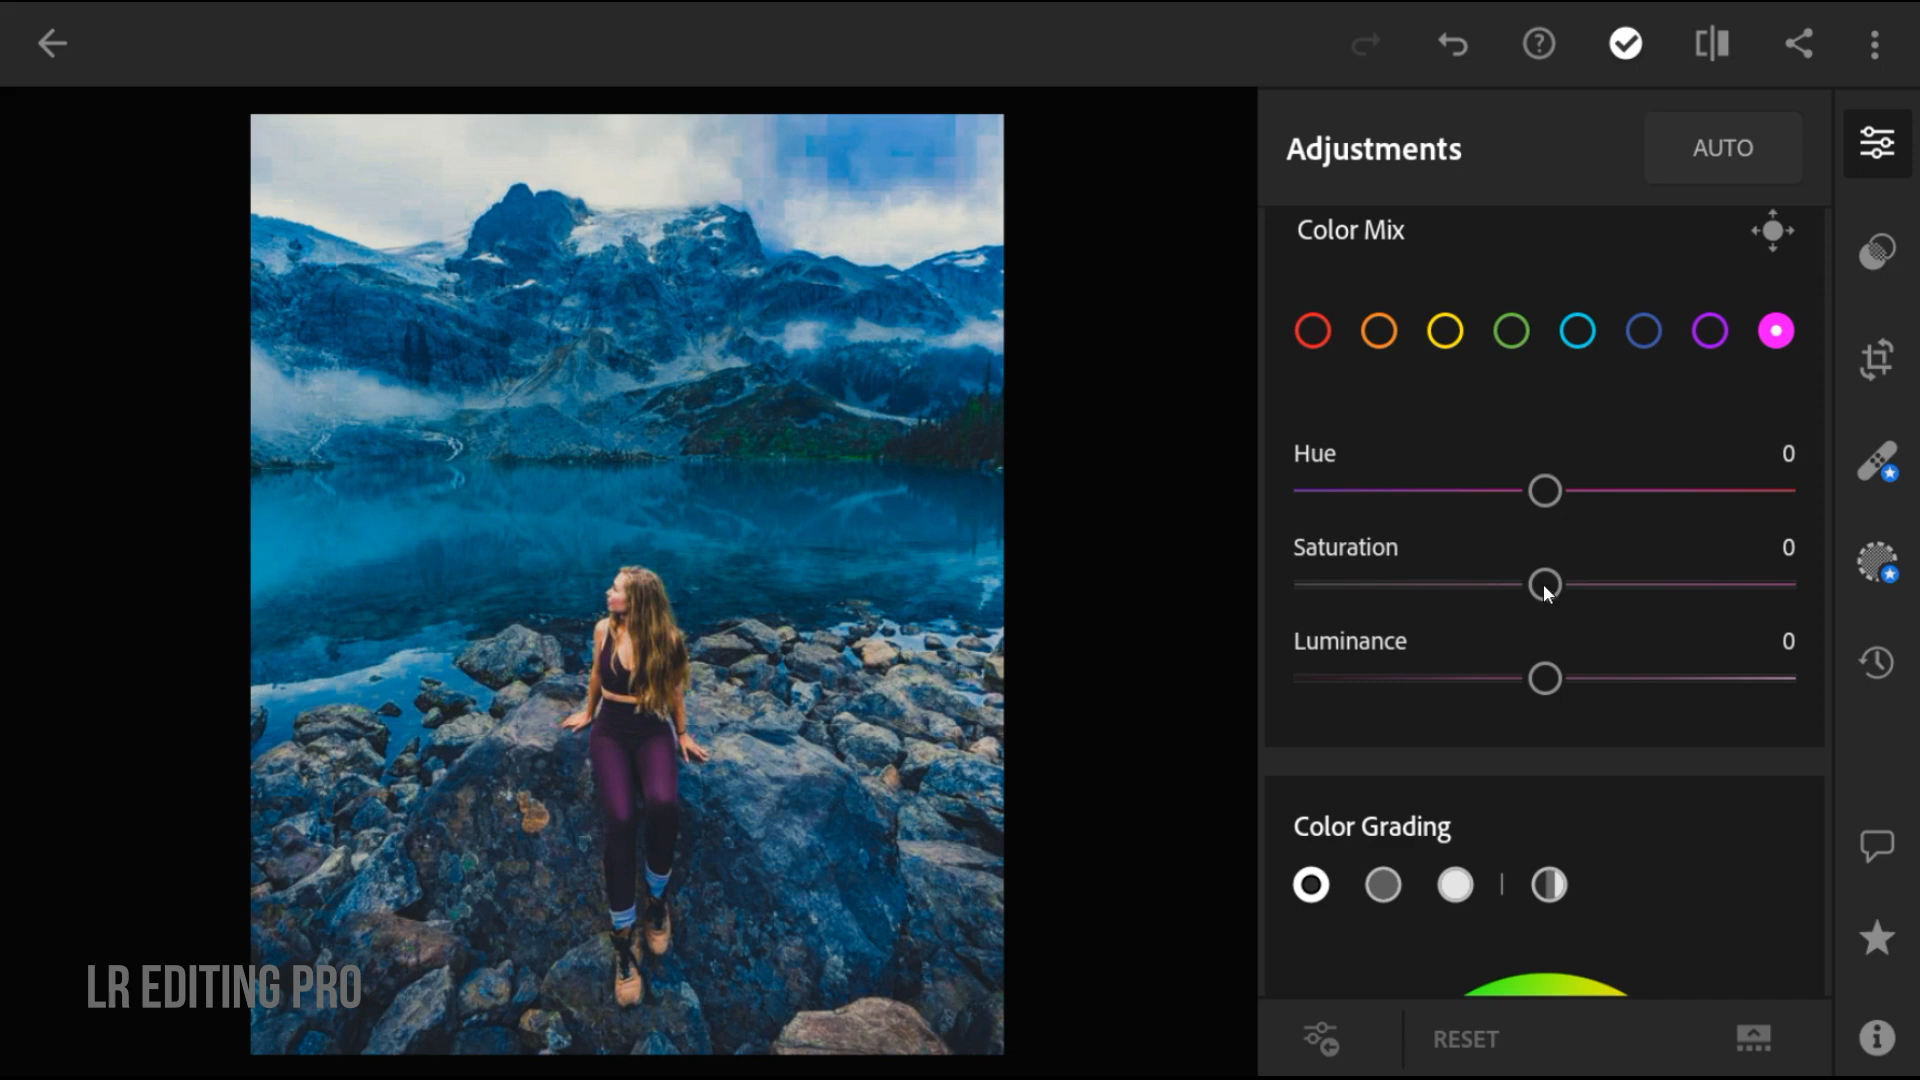 Adjustments
AUTO
Color Mix
Hue 0
Saturation 0
Luminance 0
Color Grading
RESET
LR EDITING PRO